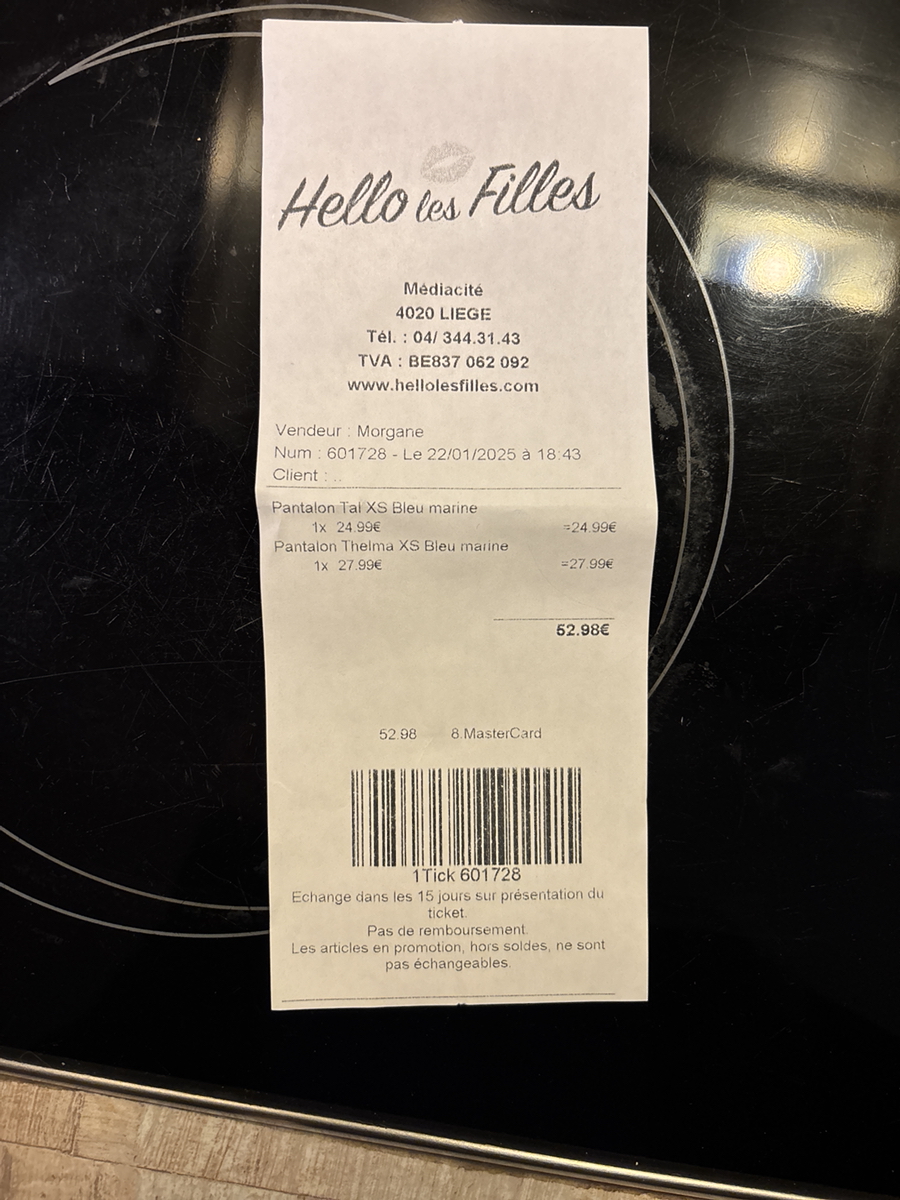 Hello les Filles
Médiacité
4020 LIEGE
Tél. : 04/ 344.31.43
TVA : BE837 062 092
www.hellolesfilles.com
Vendeur : Morgane
Num : 601728 - Le 22/01/2025 à 18:43
Client : ..
Pantalon Tal XS Bleu marine
1x 24.99€ =24.99€
Pantalon Thelma XS Bleu marine
1x 27.99€ =27.99€
52.98€
52.98 8.MasterCard
1Tick 601728
Echange dans les 15 jours sur présentation du
ticket.
Pas de remboursement.
Les articles en promotion, hors soldes, ne sont
pas échangeables.